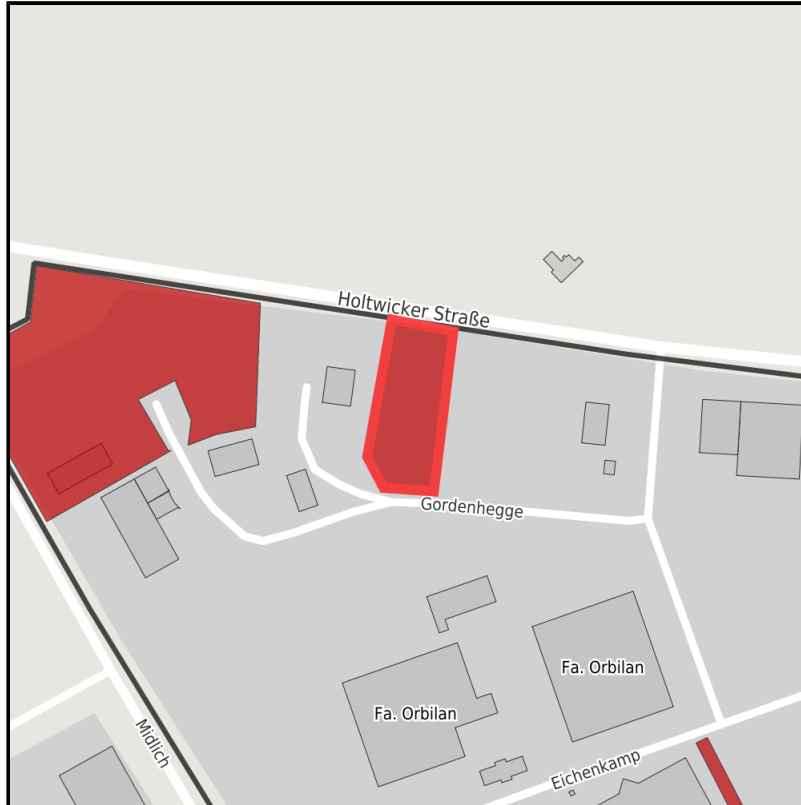 Holtwicker Straße
Gordenhegge
Fa. Orbilan
Fa. Orbilan
Midlich
Eichenkamp